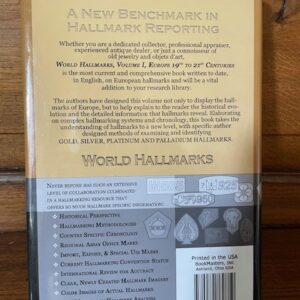 A NEW BENCHMARK IN
HALLMARK REPORTING
Whether you are a dedicated collector, professional appraiser,
experienced antique dealer, or just a connoisseur of
old jewelry and objets d'art,
WORLD HALLMARKS, VOLUME I, EUROPE 19TH TO 21ST CENTURIES
is the most current and comprehensive book written to date,
in English, on European hallmarks and will be a vital
addition to your research library.
The authors have designed this volume not only to display the hall-
marks of Europe, but to help explain to the reader the historical evo-
lution and the detailed information that hallmarks reveal. Elaborating
on complex hallmarking systems and chronology, this book takes the
understanding of hallmarks to a new level, with specific author
designed methods of examining and identifying
GOLD, SILVER, PLATINUM AND PALLADIUM HALLMARKS.
WORLD HALLMARKS
NEVER BEFORE HAS SUCH AN EXTENSIVE
LEVEL OF COLLABORATION CULMINATED
IN A HALLMARKING RESOURCE THAT
OFFERS SO MUCH HALLMARK SPECIFIC INFORMATION:
HISTORICAL PERSPECTIVE
HALLMARKING METHODOLOGIES
COUNTRY SPECIFIC CHRONOLOGY
REGIONAL ASSAY OFFICE MARKS
IMPORT, EXPORT, & SPECIAL USE MARKS
CURRENT HALLMARKING CONVENTION STATUS
INTERNATIONAL REVIEW FOR ACCURACY
CLEAR, NEWLY CREATED HALLMARK IMAGES
COLOR IMAGES OF ACTUAL HALLMARKS
HALLMARK ANALYSIS
925
Printed in the USA
BookMasters, Inc.
Ashland, Ohio USA